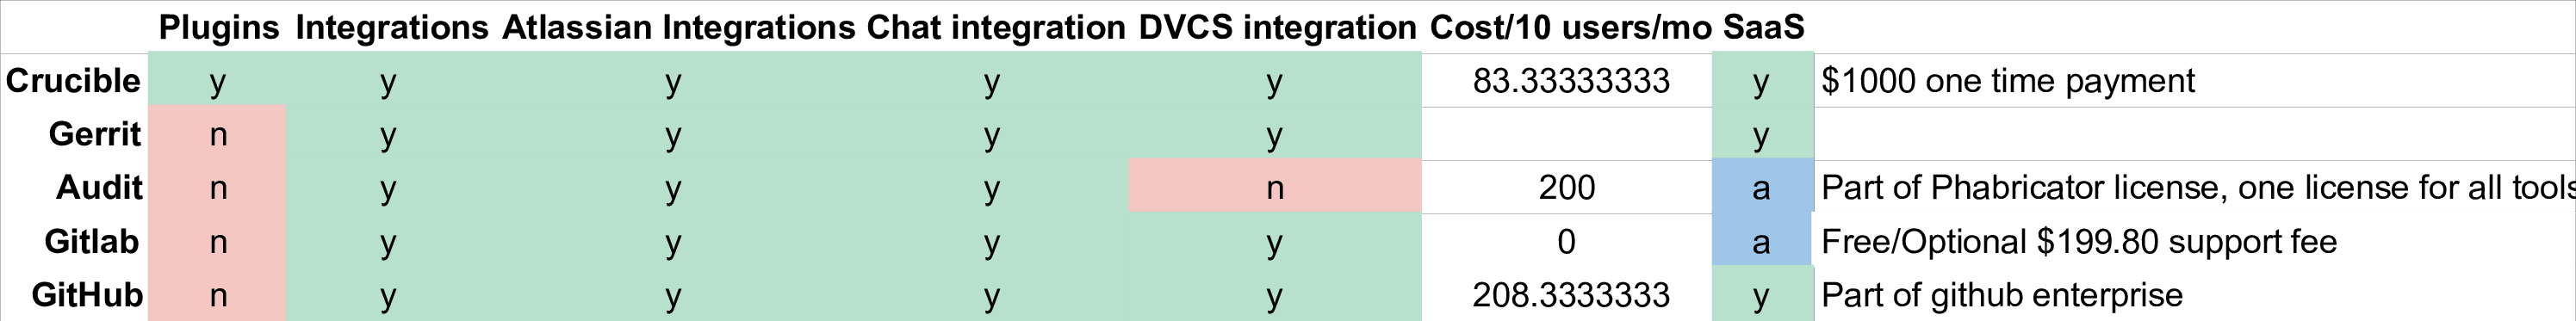 Plugins Integrations Atlassian Integrations Chat integration DVCS integration Cost/10 users/mo SaaS
Crucible y y y y y 83.33333333 y $1000 one time payment
Gerrit n y y y y y
Audit n y y y n 200 a Part of Phabricator license, one license for all tools
Gitlab n y y y y 0 a Free/Optional $199.80 support fee
GitHub n y y y y 208.3333333 y Part of github enterprise